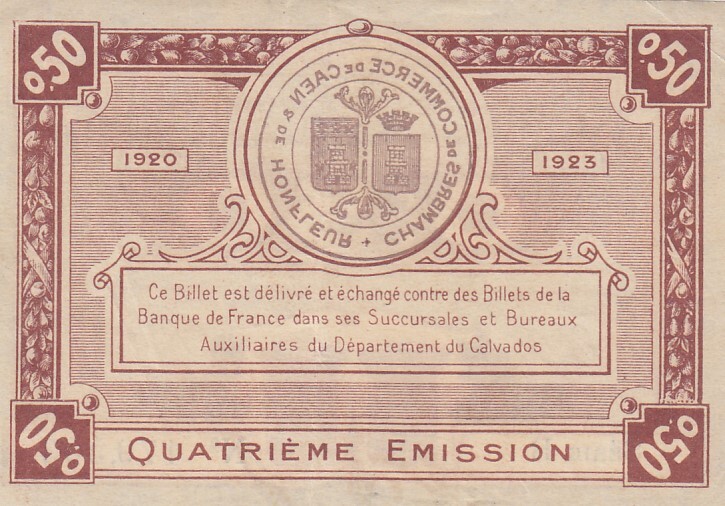 0.50
0.50
CHAMBRES DE COMMERCE DE CAEN & DE HONFLEUR +
1920
1923
Ce Billet est délivré et échangé contre des Billets de la
Banque de France dans ses Succursales et Bureaux
Auxiliaires du Département du Calvados
0.50
0.50
QUATRIÈME EMISSION